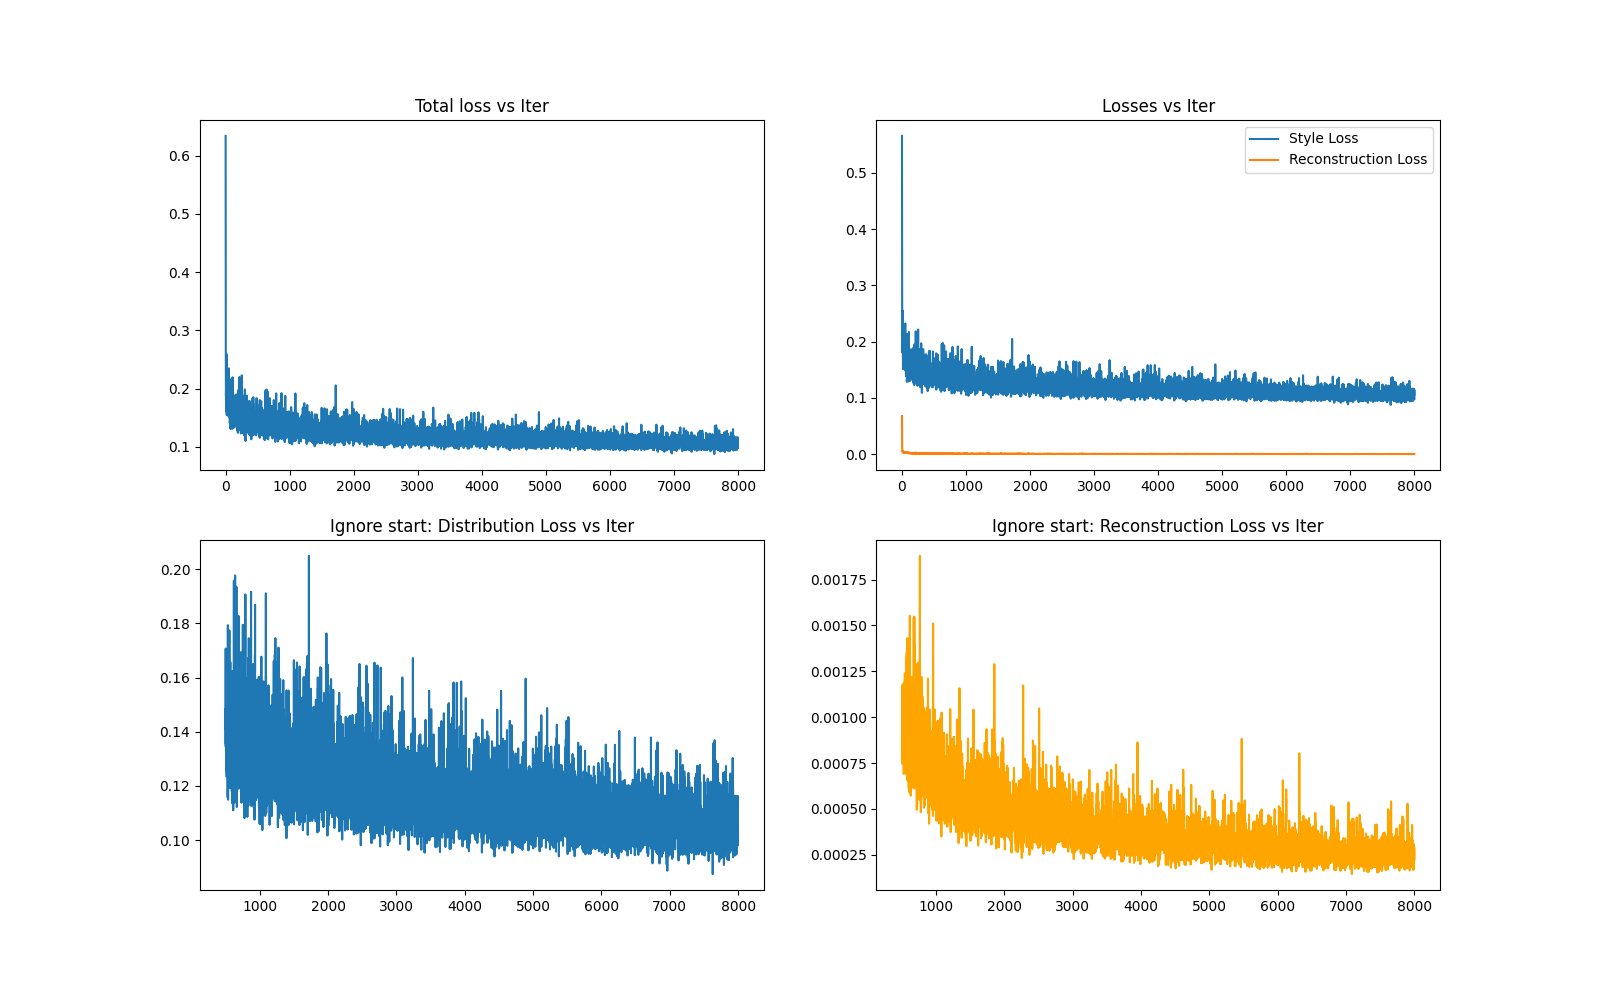 Total loss vs Iter
0.6
0.5
0.4
0.3
0.2
0.1
0 1000 2000 3000 4000 5000 6000 7000 8000
Losses vs Iter
Style Loss
Reconstruction Loss
0.5
0.4
0.3
0.2
0.1
0.0
0 1000 2000 3000 4000 5000 6000 7000 8000
Ignore start: Distribution Loss vs Iter
0.20
0.18
0.16
0.14
0.12
0.10
1000 2000 3000 4000 5000 6000 7000 8000
Ignore start: Reconstruction Loss vs Iter
0.00175
0.00150
0.00125
0.00100
0.00075
0.00050
0.00025
1000 2000 3000 4000 5000 6000 7000 8000